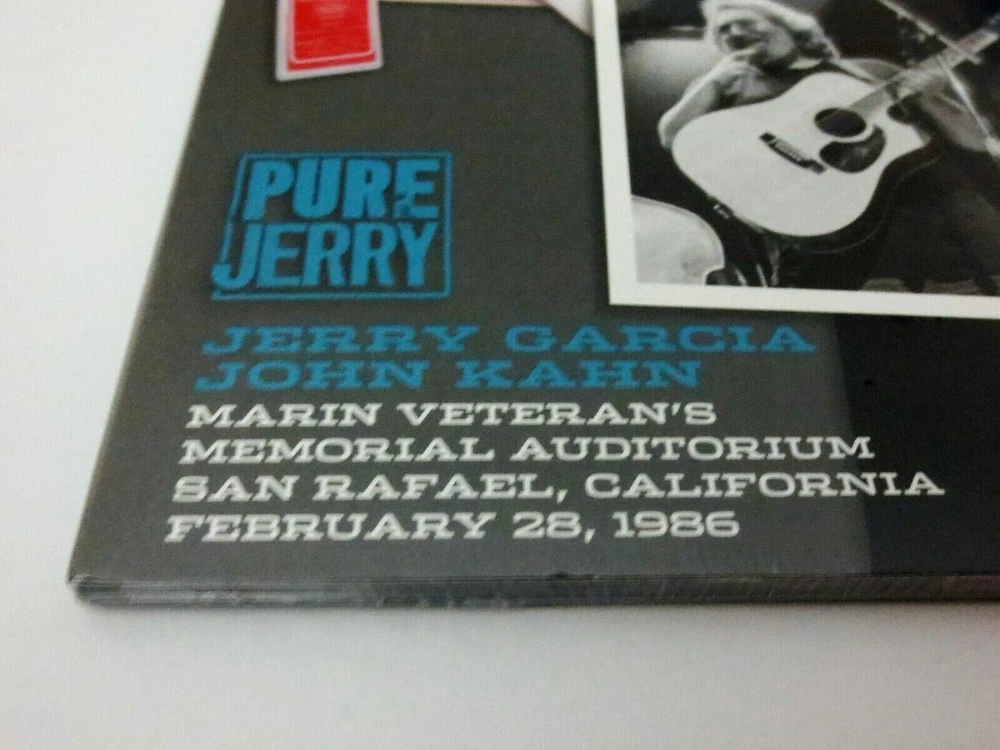 PURE
JERRY
JERRY GARCIA
JOHN KAHN
MARIN VETERAN'S
MEMORIAL AUDITORIUM
SAN RAFAEL, CALIFORNIA
FEBRUARY 28, 1986